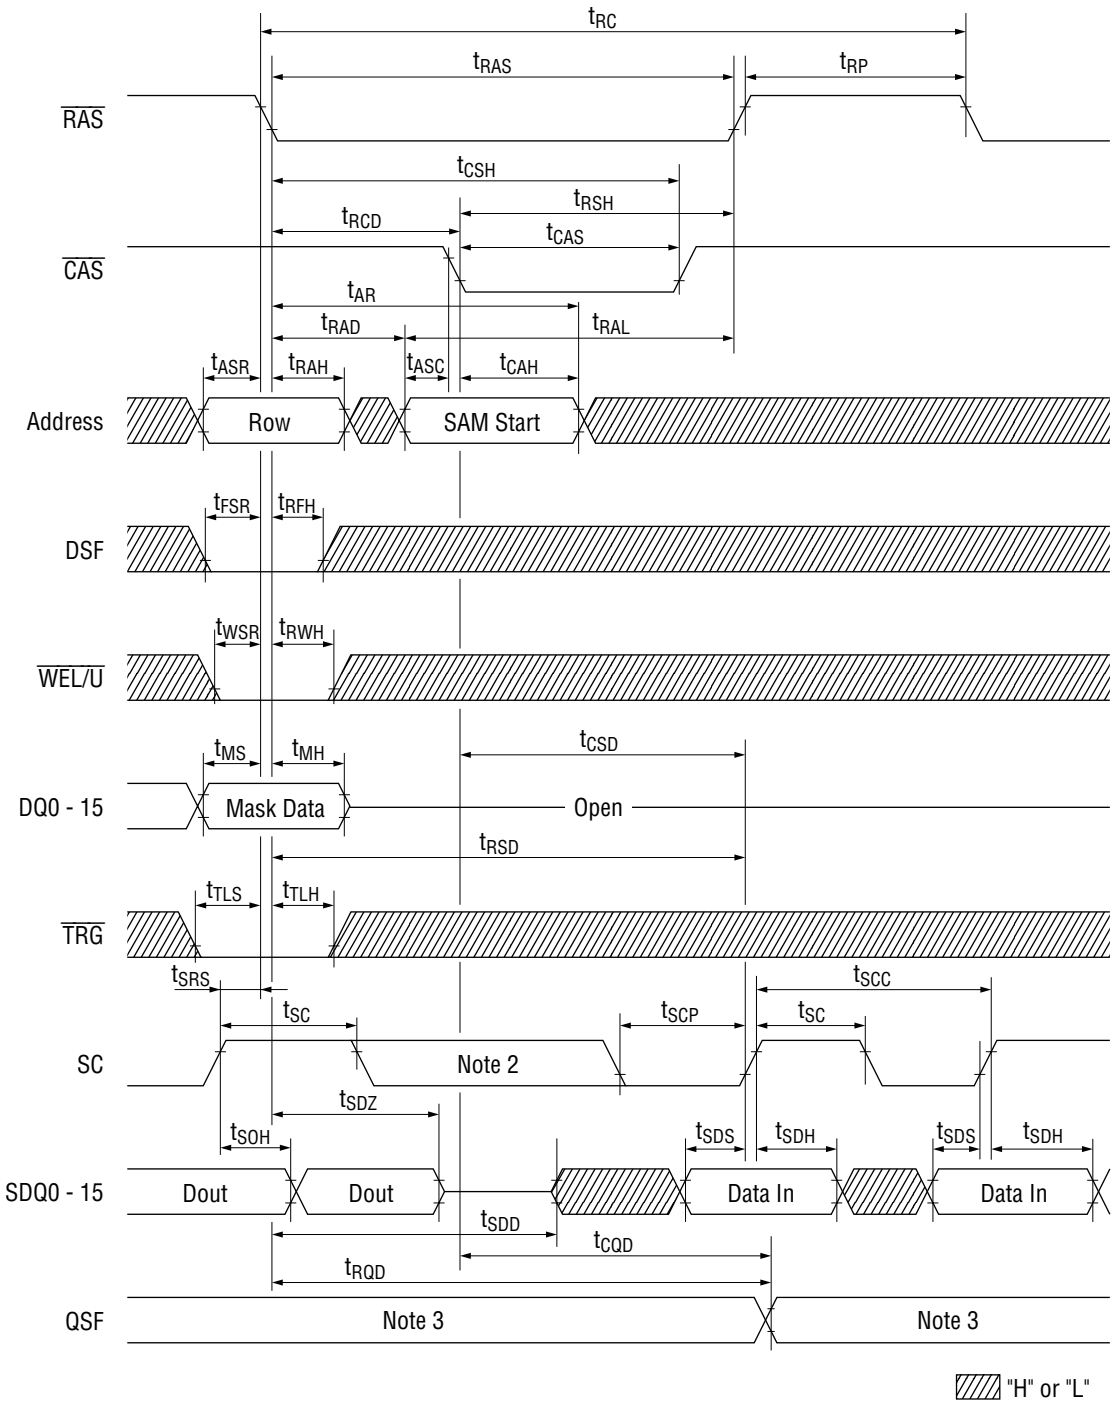 tRC
tRAS
tRP
RAS
tCSH
tRSH
tRCD
tCAS
CAS
tAR
tRAD
tRAL
tASR
tRAH
tASC
tCAH
Address
Row
SAM Start
tFSR
tRFH
DSF
tWSR
tRWH
WEL/U
tCSD
tMS
tMH
DQ0 - 15
Mask Data
Open
tRSD
tTLS
tTLH
TRG
tSRS
tSCC
tSC
tSCP
tSC
SC
Note 2
tSDZ
tSOH
tSDS
tSDH
tSDS
tSDH
SDQ0 - 15
Dout
Dout
Data In
Data In
tSDD
tCQD
tRQD
QSF
Note 3
Note 3
"H" or "L"